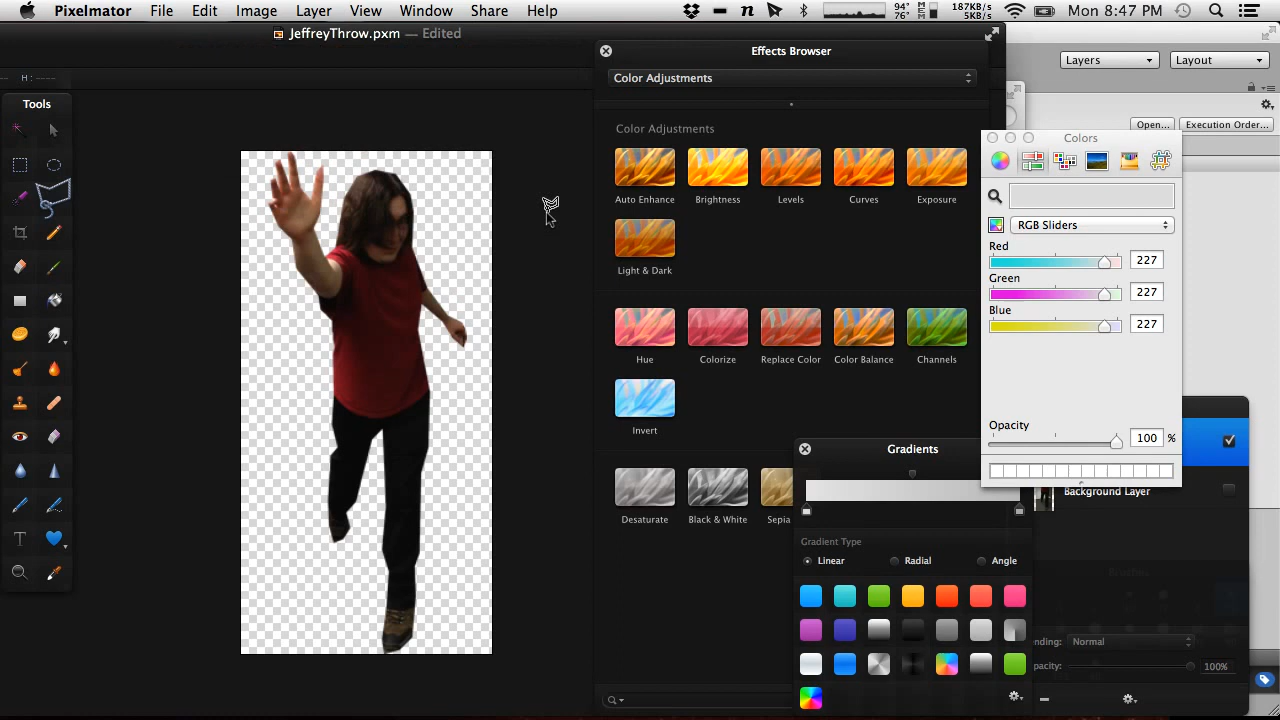 Pixelmator File Edit Image Layer View Window Share Help 94° 76° 187KB/s 5KB/s Mon 8:47 PM
JeffreyThrow.pxm — Edited
Effects Browser
Layers Layout
H: ----
Color Adjustments
Tools
Open... Execution Order...
Color Adjustments
Colors
Auto Enhance Brightness Levels Curves Exposure
RGB Sliders
Red
227
Light & Dark
Green
227
Blue
227
Hue Colorize Replace Color Color Balance Channels
Invert
Opacity
100 %
Gradients
Background Layer
Desaturate Black & White Sepia
Gradient Type
Linear Radial Angle
Brushes
nding: Normal
pacity: 100%